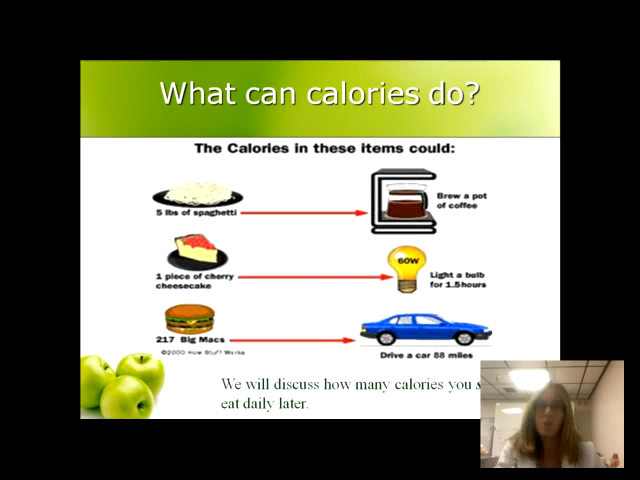 What can calories do?
The Calories in these items could:
5 lbs of spaghetti
Brew a pot
of coffee
60W
1 piece of cherry
cheesecake
Light a bulb
for 1.5hours
217 Big Macs
©2000 How Stuff Works
Drive a car 88 miles
We will discuss how many calories you
eat daily later.